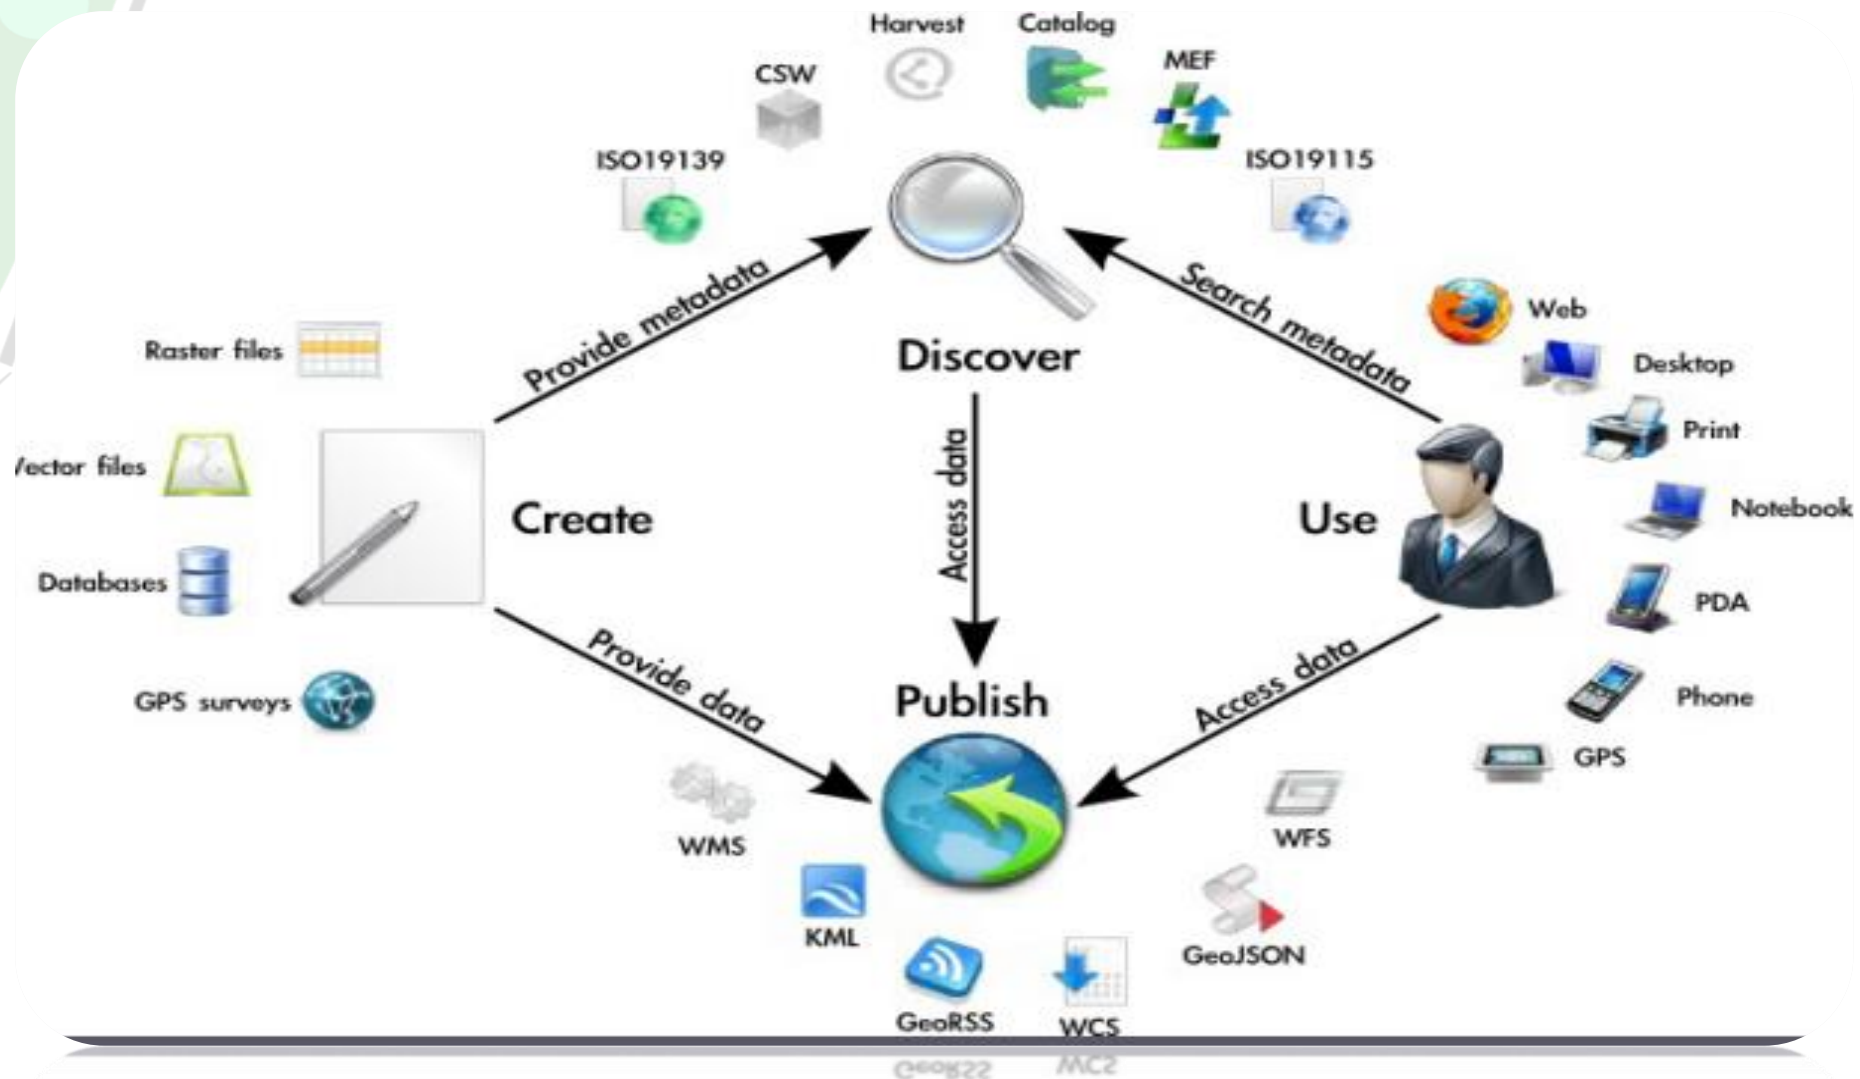 Harvest
Catalog
CSW
MEF
ISO19139
ISO19115
Provide metadata
Search metadata
Web
Raster files
Discover
Desktop
Print
Vector files
Access data
Create
Use
Notebook
Databases
PDA
Provide data
Access data
GPS surveys
Publish
Phone
GPS
WMS
WFS
KML
GeoJSON
GeoRSS
WCS